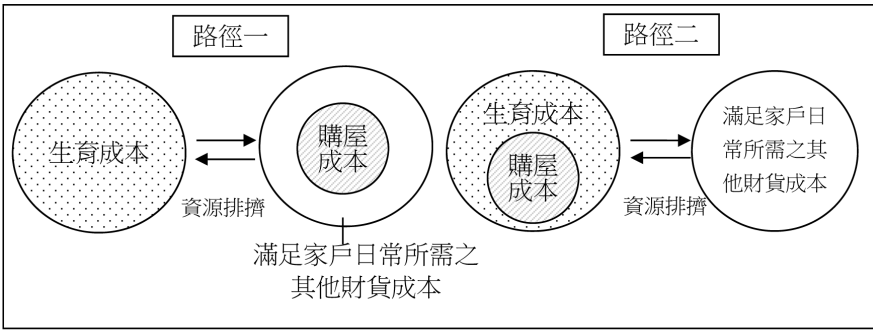 路徑一
生育成本
購屋
成本
資源排擠
滿足家戶日常所需之
其他財貨成本
路徑二
生育成本
購屋
成本
資源排擠
滿足家戶日
常所需之其
他財貨成本